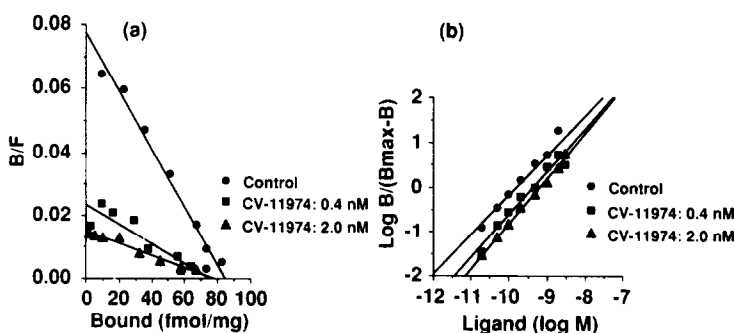 (a)
0.08
0.06
0.04
0.02
0.00
B/F
Control
CV-11974: 0.4 nM
CV-11974: 2.0 nM
0 20 40 60 80 100
Bound (fmol/mg)
(b)
2
1
0
-1
-2
Log B/(Bmax-B)
Control
CV-11974: 0.4 nM
CV-11974: 2.0 nM
-12 -11 -10 -9 -8 -7
Ligand (log M)